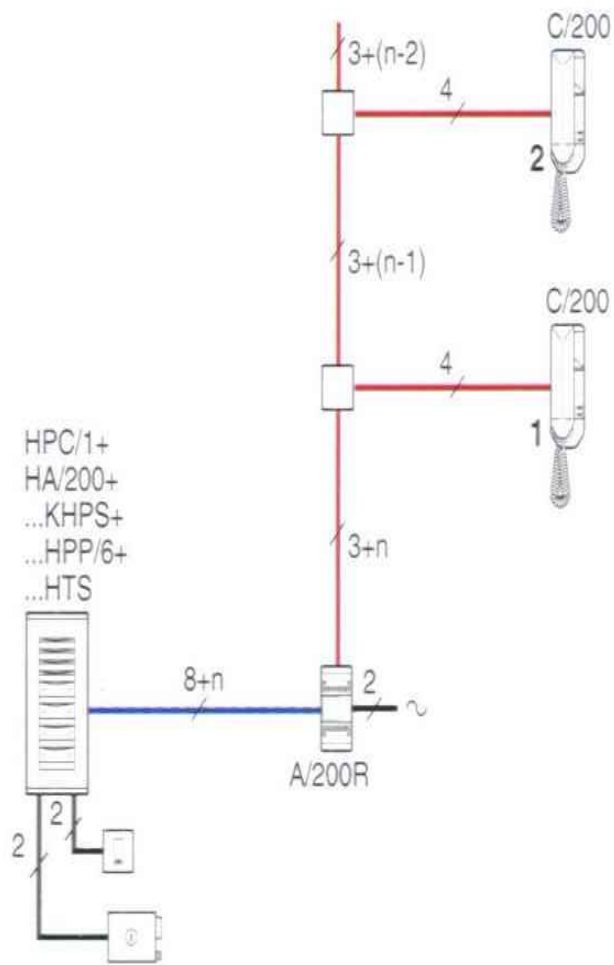 C/200
3+(n-2)
4
2
3+(n-1)
C/200
4
1
HPC/1+
HA/200+
...KHPS+
...HPP/6+
...HTS
3+n
8+n
2
A/200R
2
2